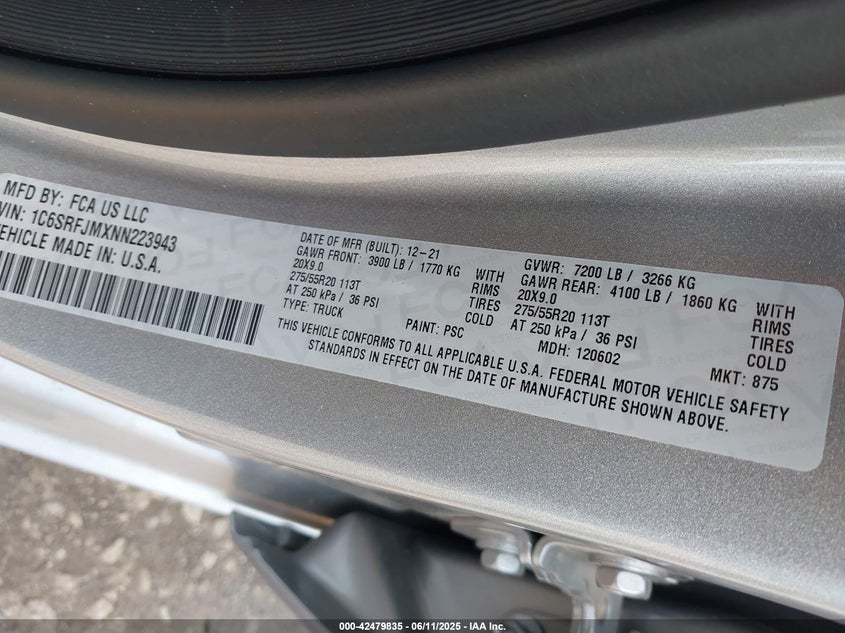 MFD BY: FCA US LLC
VIN: 1C6SRFJMXNN223943
VEHICLE MADE IN: U.S.A.
DATE OF MFR (BUILT): 12-21
GAWR FRONT: 3900 LB / 1770 KG WITH
20X9.0 RIMS
275/55R20 113T TIRES
AT 250 kPa / 36 PSI COLD
TYPE: TRUCK PAINT: PSC
GVWR: 7200 LB / 3266 KG
GAWR REAR: 4100 LB / 1860 KG WITH
20X9.0 RIMS
275/55R20 113T TIRES
AT 250 kPa / 36 PSI COLD
MDH: 120602 MKT: 875
THIS VEHICLE CONFORMS TO ALL APPLICABLE U.S.A. FEDERAL MOTOR VEHICLE SAFETY
STANDARDS IN EFFECT ON THE DATE OF MANUFACTURE SHOWN ABOVE.
000-42479835 - 06/11/2025 - IAA Inc.